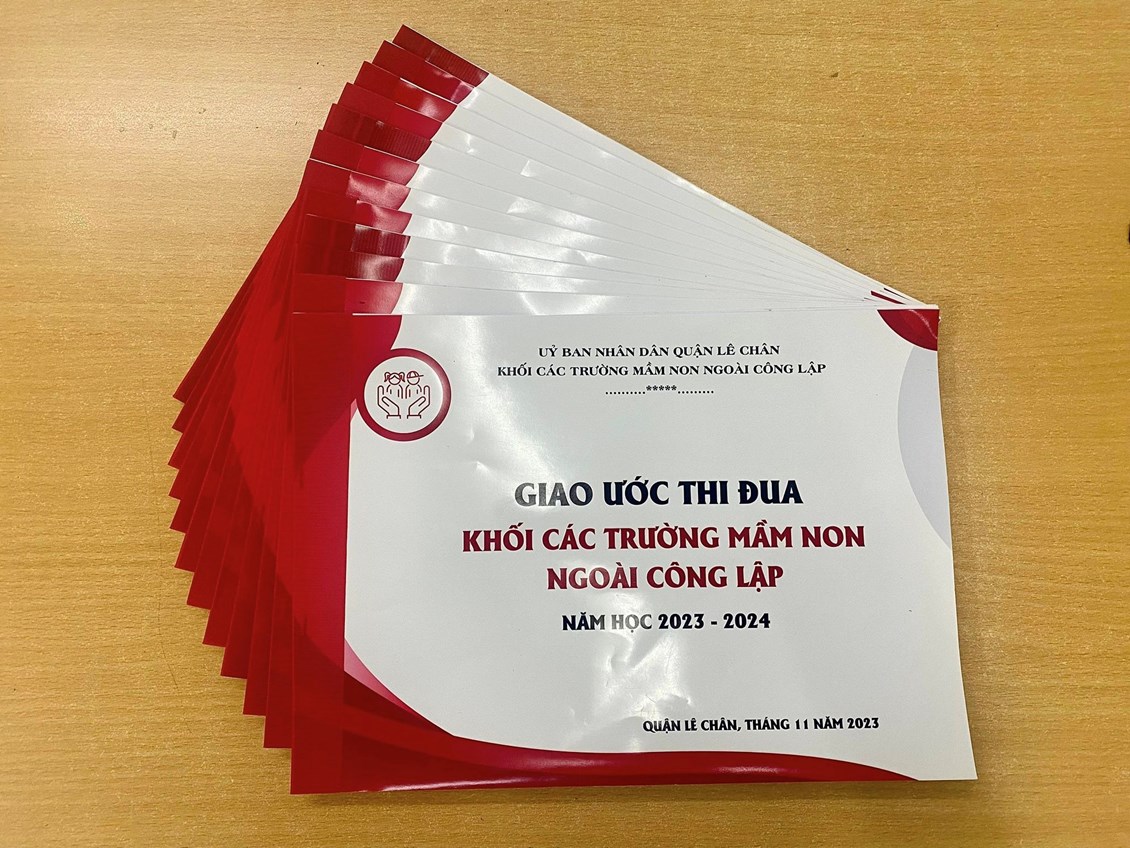 UỶ BAN NHÂN DÂN QUẬN LÊ CHÂN
KHỐI CÁC TRƯỜNG MẦM NON NGOÀI CÔNG LẬP
..........*****.........
GIAO ƯỚC THI ĐUA
KHỐI CÁC TRƯỜNG MẦM NON
NGOÀI CÔNG LẬP
NĂM HỌC 2023 - 2024
QUẬN LÊ CHÂN, THÁNG 11 NĂM 2023